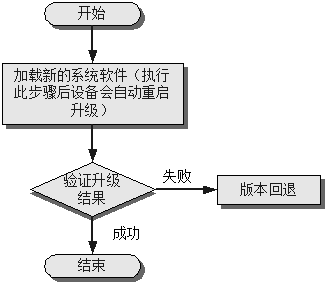 开始
加载新的系统软件（执行
此步骤后设备会自动重启
升级）
验证升级
结果
失败
版本回退
成功
结束